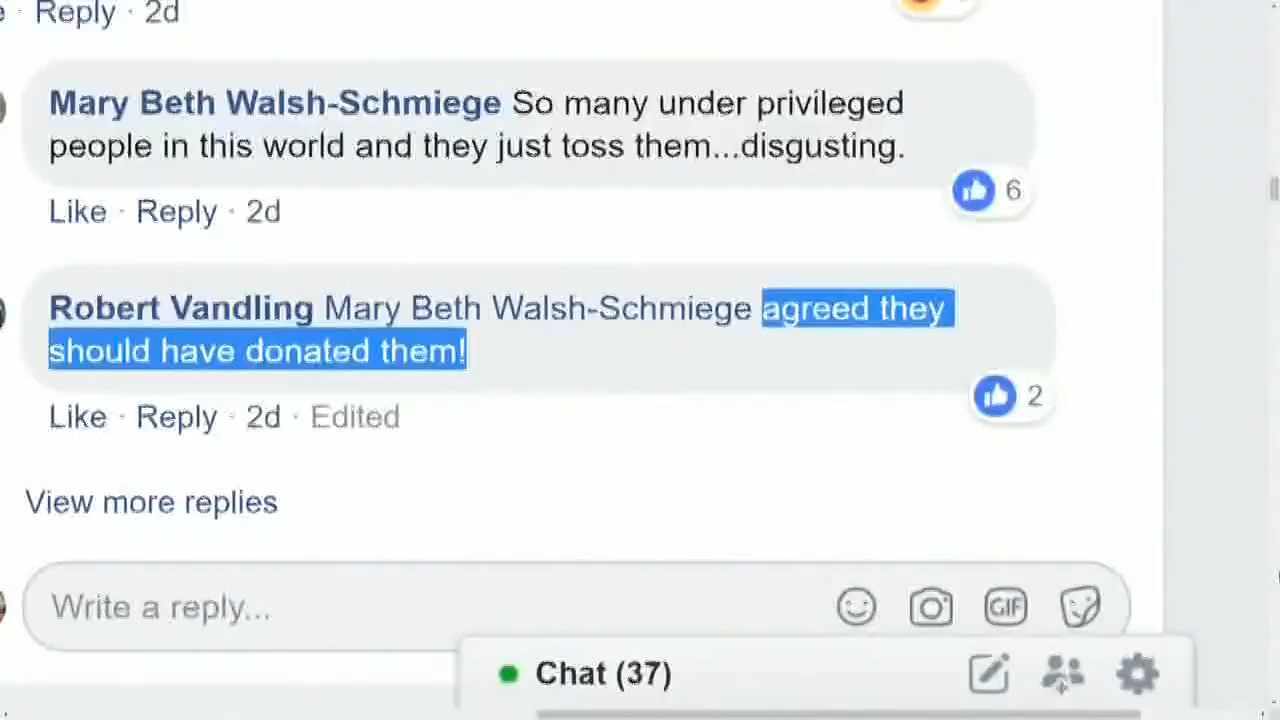 Reply · 2d
Mary Beth Walsh-Schmiege So many under privileged
people in this world and they just toss them...disgusting.
6
Like · Reply · 2d
Robert Vandling Mary Beth Walsh-Schmiege agreed they
should have donated them!
2
Like · Reply · 2d · Edited
View more replies
Write a reply...
GIF
Chat (37)